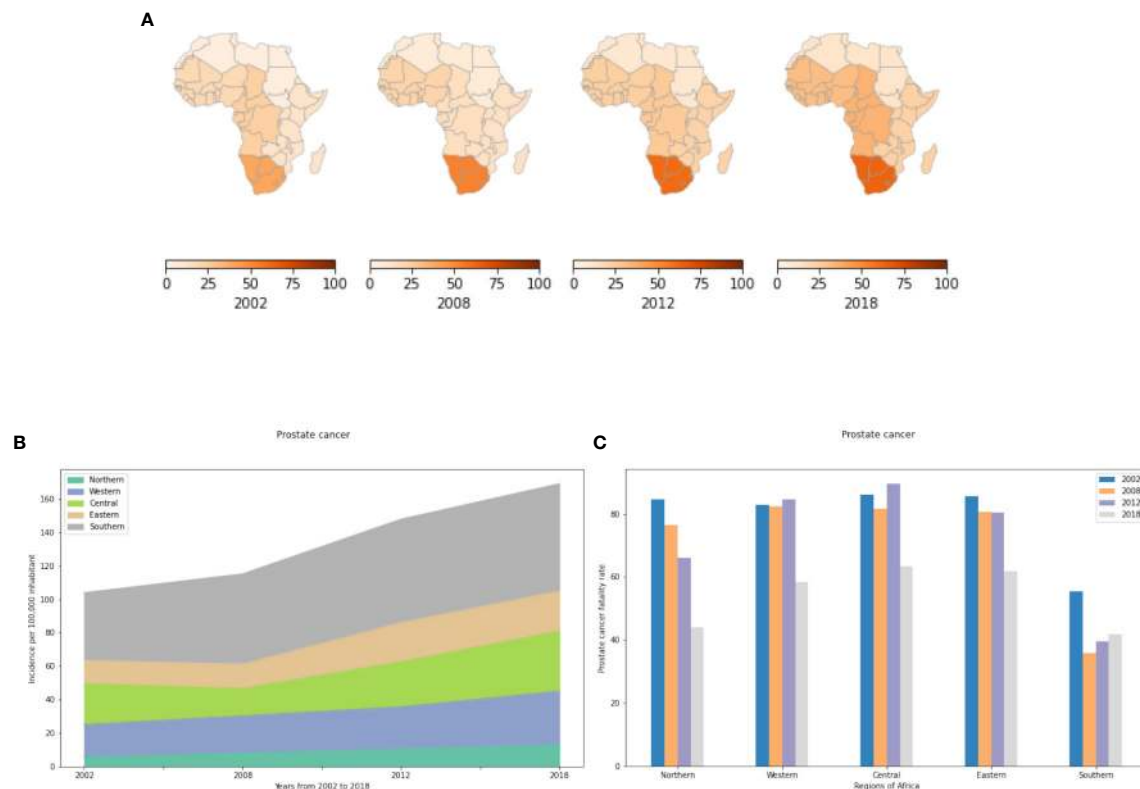 A
0 25 50 75 100
2002
0 25 50 75 100
2008
0 25 50 75 100
2012
0 25 50 75 100
2018
B
Prostate cancer
Northern
Western
Central
Eastern
Southern
Incidence per 100,000 inhabitant
160
140
120
100
80
60
40
20
0
2002 2008 2012 2018
Years from 2002 to 2018
C
Prostate cancer
2002
2008
2012
2018
Prostate cancer fatality rate
80
60
40
20
0
Northern Western Central Eastern Southern
Regions of Africa